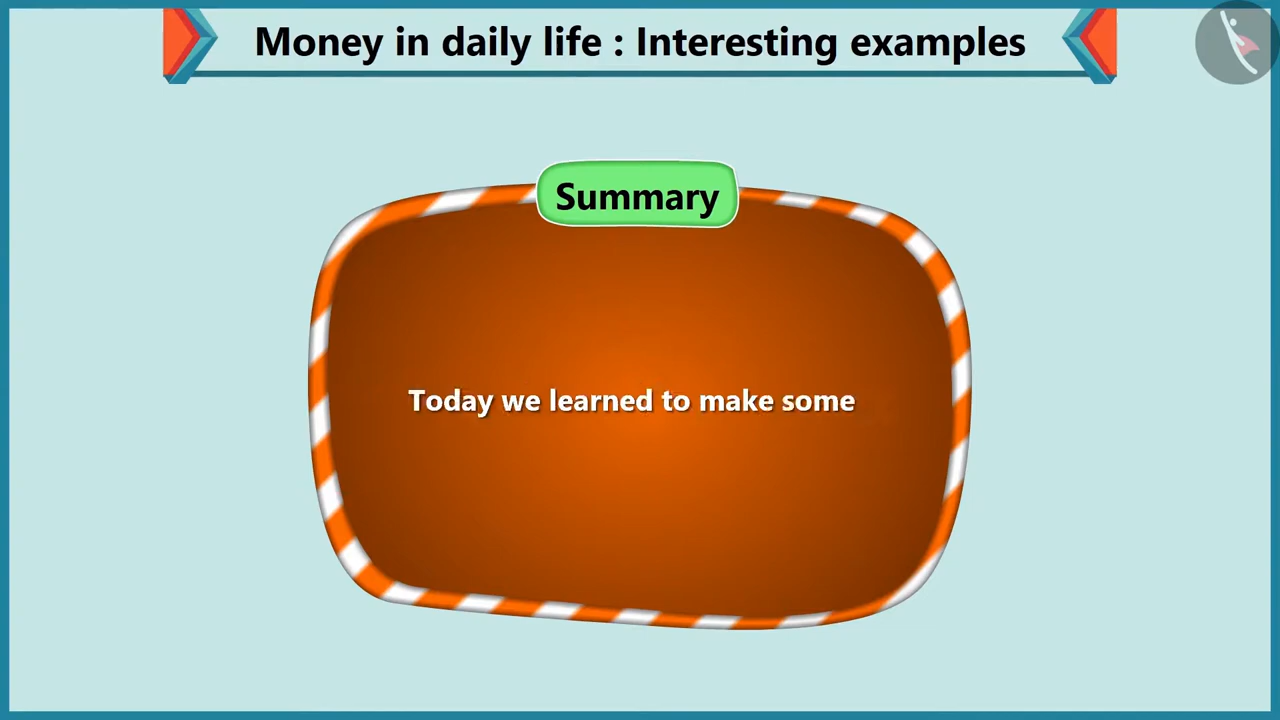 Money in daily life : Interesting examples
Summary
Today we learned to make some